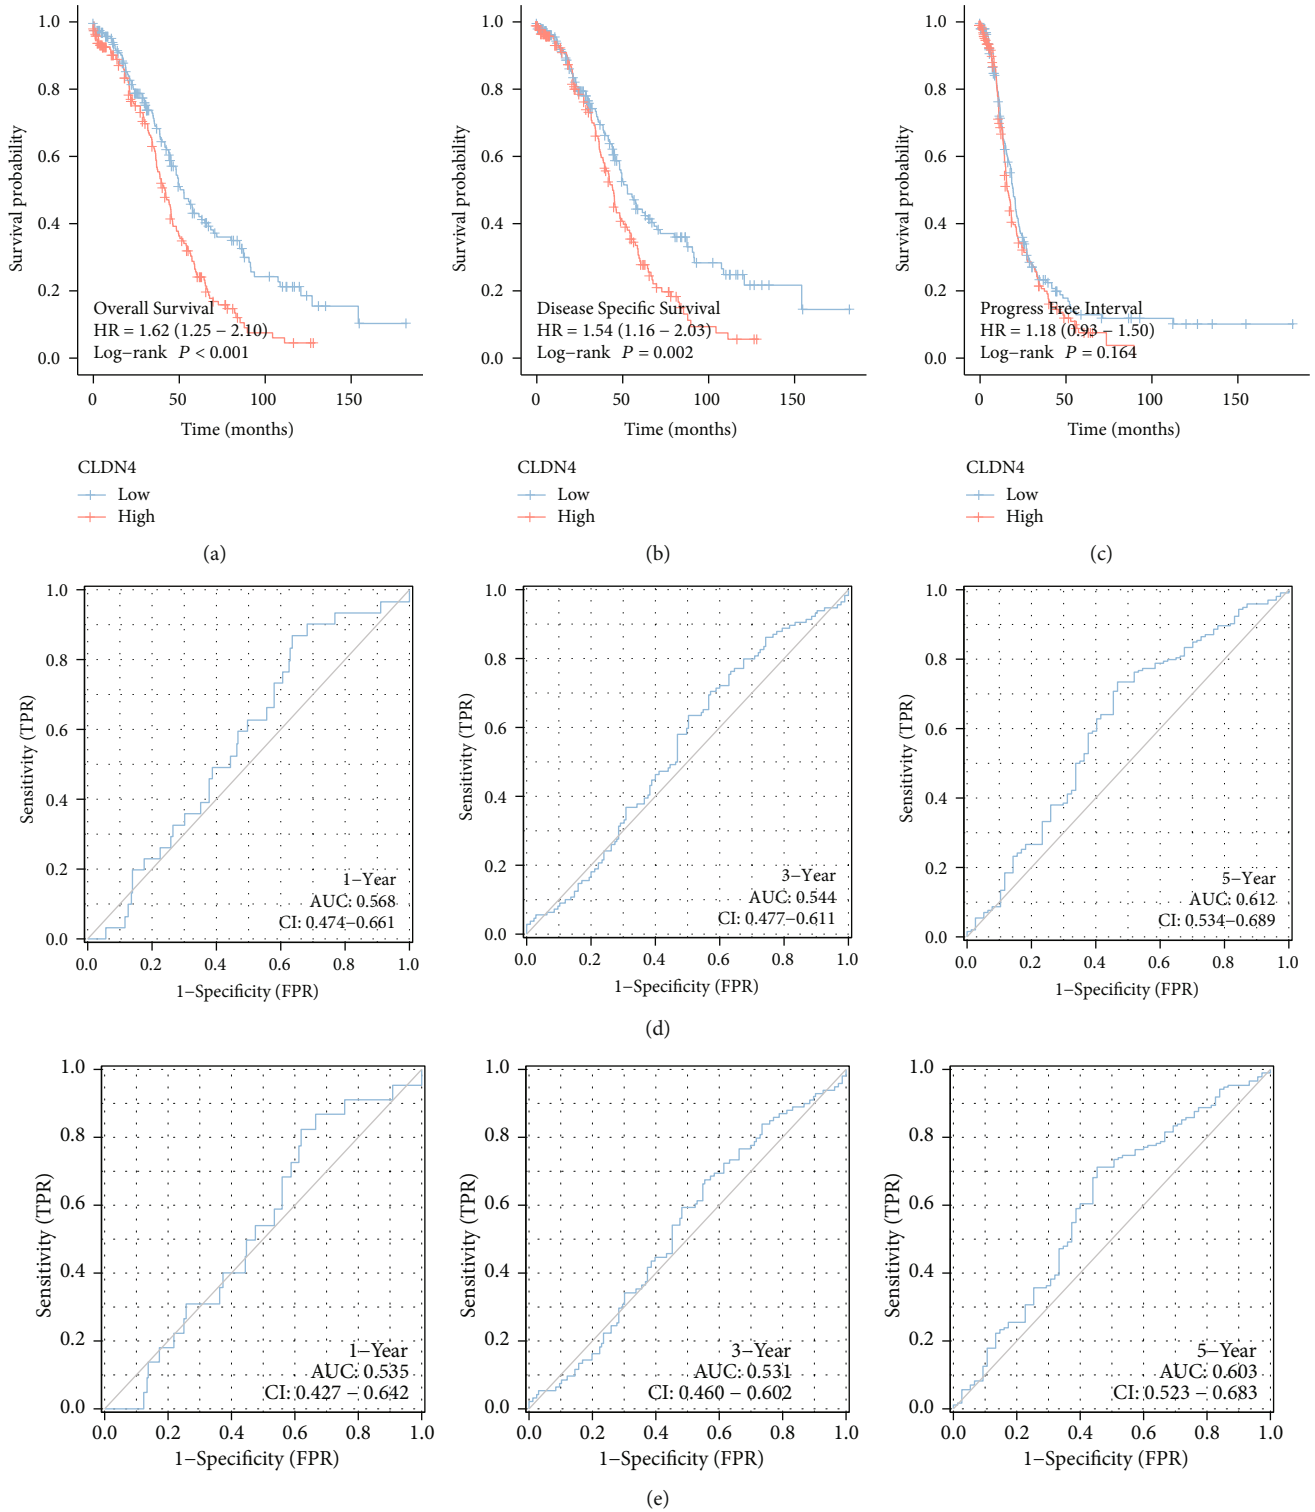 1.0
0.8
0.6
0.4
0.2
0.0
Survival probability
Overall Survival
HR = 1.62 (1.25 − 2.10)
Log−rank P < 0.001
0 50 100 150
Time (months)
CLDN4
Low
High
(a)
1.0
0.8
0.6
0.4
0.2
0.0
Survival probability
Disease Specific Survival
HR = 1.54 (1.16 − 2.03)
Log−rank P = 0.002
0 50 100 150
Time (months)
CLDN4
Low
High
(b)
1.0
0.8
0.6
0.4
0.2
0.0
Survival probability
Progress Free Interval
HR = 1.18 (0.93 − 1.50)
Log−rank P = 0.164
0 50 100 150
Time (months)
CLDN4
Low
High
(c)
1.0
0.8
0.6
0.4
0.2
0.0
Sensitivity (TPR)
1−Year
AUC: 0.568
CI: 0.474−0.661
0.0 0.2 0.4 0.6 0.8 1.0
1−Specificity (FPR)
1.0
0.8
0.6
0.4
0.2
0.0
Sensitivity (TPR)
3−Year
AUC: 0.544
CI: 0.477−0.611
0.0 0.2 0.4 0.6 0.8 1.0
1−Specificity (FPR)
1.0
0.8
0.6
0.4
0.2
0.0
Sensitivity (TPR)
5−Year
AUC: 0.612
CI: 0.534−0.689
0.0 0.2 0.4 0.6 0.8 1.0
1−Specificity (FPR)
(d)
1.0
0.8
0.6
0.4
0.2
0.0
Sensitivity (TPR)
1−Year
AUC: 0.535
CI: 0.427 − 0.642
0.0 0.2 0.4 0.6 0.8 1.0
1−Specificity (FPR)
1.0
0.8
0.6
0.4
0.2
0.0
Sensitivity (TPR)
3−Year
AUC: 0.531
CI: 0.460 − 0.602
0.0 0.2 0.4 0.6 0.8 1.0
1−Specificity (FPR)
1.0
0.8
0.6
0.4
0.2
0.0
Sensitivity (TPR)
5−Year
AUC: 0.603
CI: 0.523 − 0.683
0.0 0.2 0.4 0.6 0.8 1.0
1−Specificity (FPR)
(e)